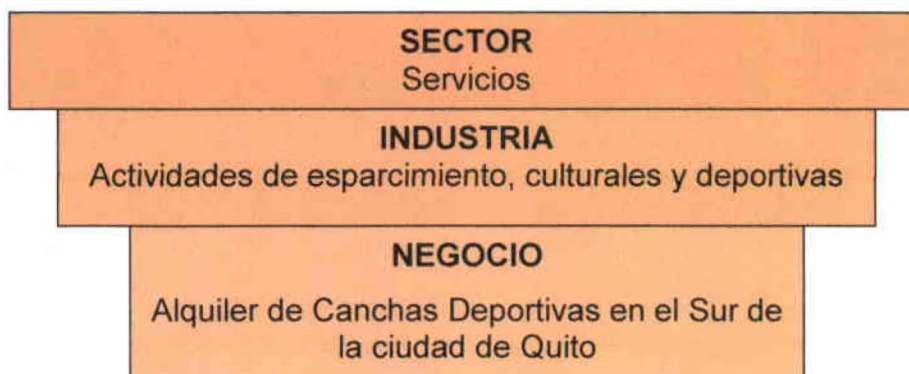 SECTOR
Servicios
INDUSTRIA
Actividades de esparcimiento, culturales y deportivas
NEGOCIO
Alquiler de Canchas Deportivas en el Sur de
la ciudad de Quito